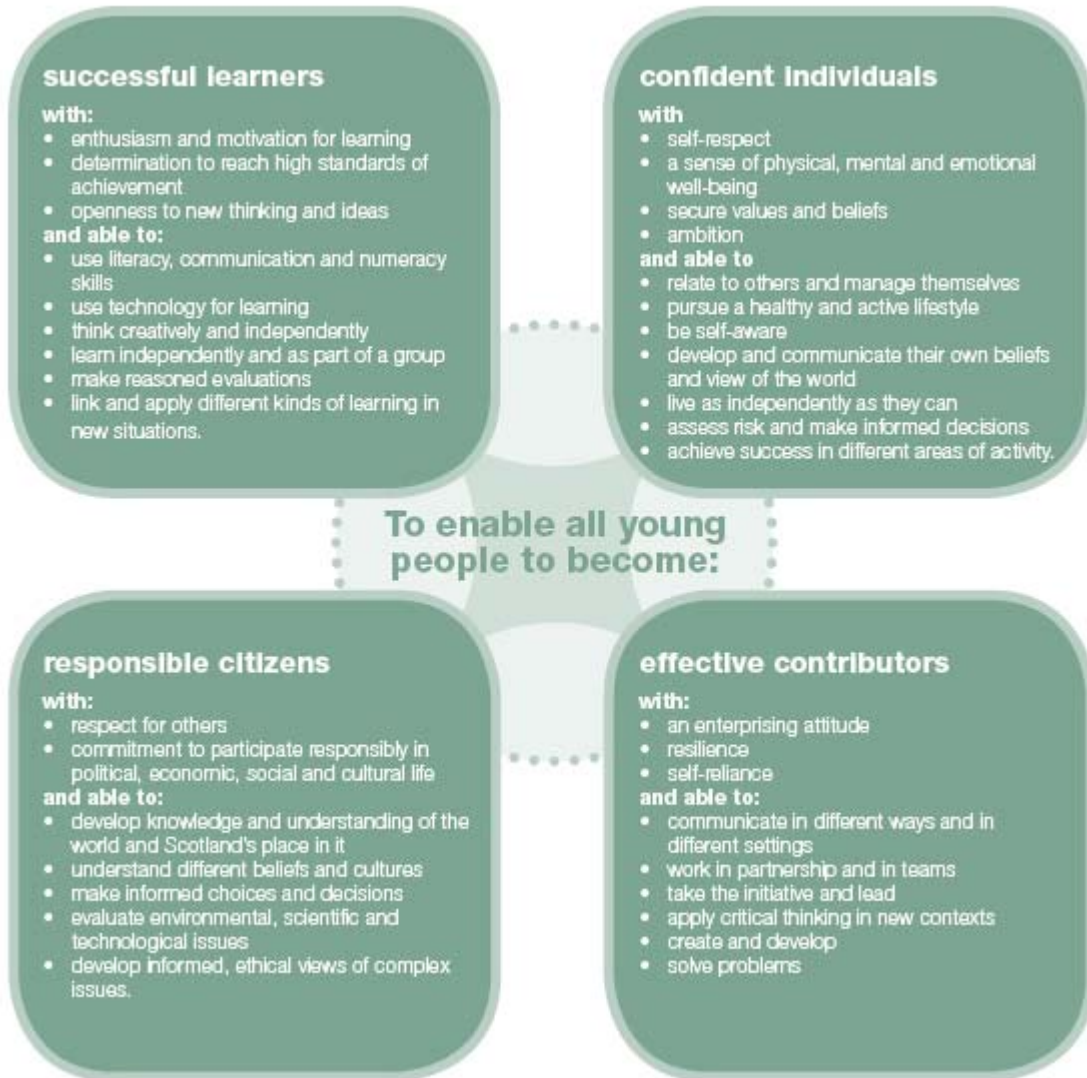 successful learners
with:
• enthusiasm and motivation for learning
• determination to reach high standards of
achievement
• openness to new thinking and ideas
and able to:
• use literacy, communication and numeracy
skills
• use technology for learning
• think creatively and independently
• learn independently and as part of a group
• make reasoned evaluations
• link and apply different kinds of learning in
new situations.
confident individuals
with
• self-respect
• a sense of physical, mental and emotional
well-being
• secure values and beliefs
• ambition
and able to
• relate to others and manage themselves
• pursue a healthy and active lifestyle
• be self-aware
• develop and communicate their own beliefs
and view of the world
• live as independently as they can
• assess risk and make informed decisions
• achieve success in different areas of activity.
To enable all young
people to become:
responsible citizens
with:
• respect for others
• commitment to participate responsibly in
political, economic, social and cultural life
and able to:
• develop knowledge and understanding of the
world and Scotland's place in it
• understand different beliefs and cultures
• make informed choices and decisions
• evaluate environmental, scientific and
technological issues
• develop informed, ethical views of complex
issues.
effective contributors
with:
• an enterprising attitude
• resilience
• self-reliance
and able to:
• communicate in different ways and in
different settings
• work in partnership and in teams
• take the initiative and lead
• apply critical thinking in new contexts
• create and develop
• solve problems